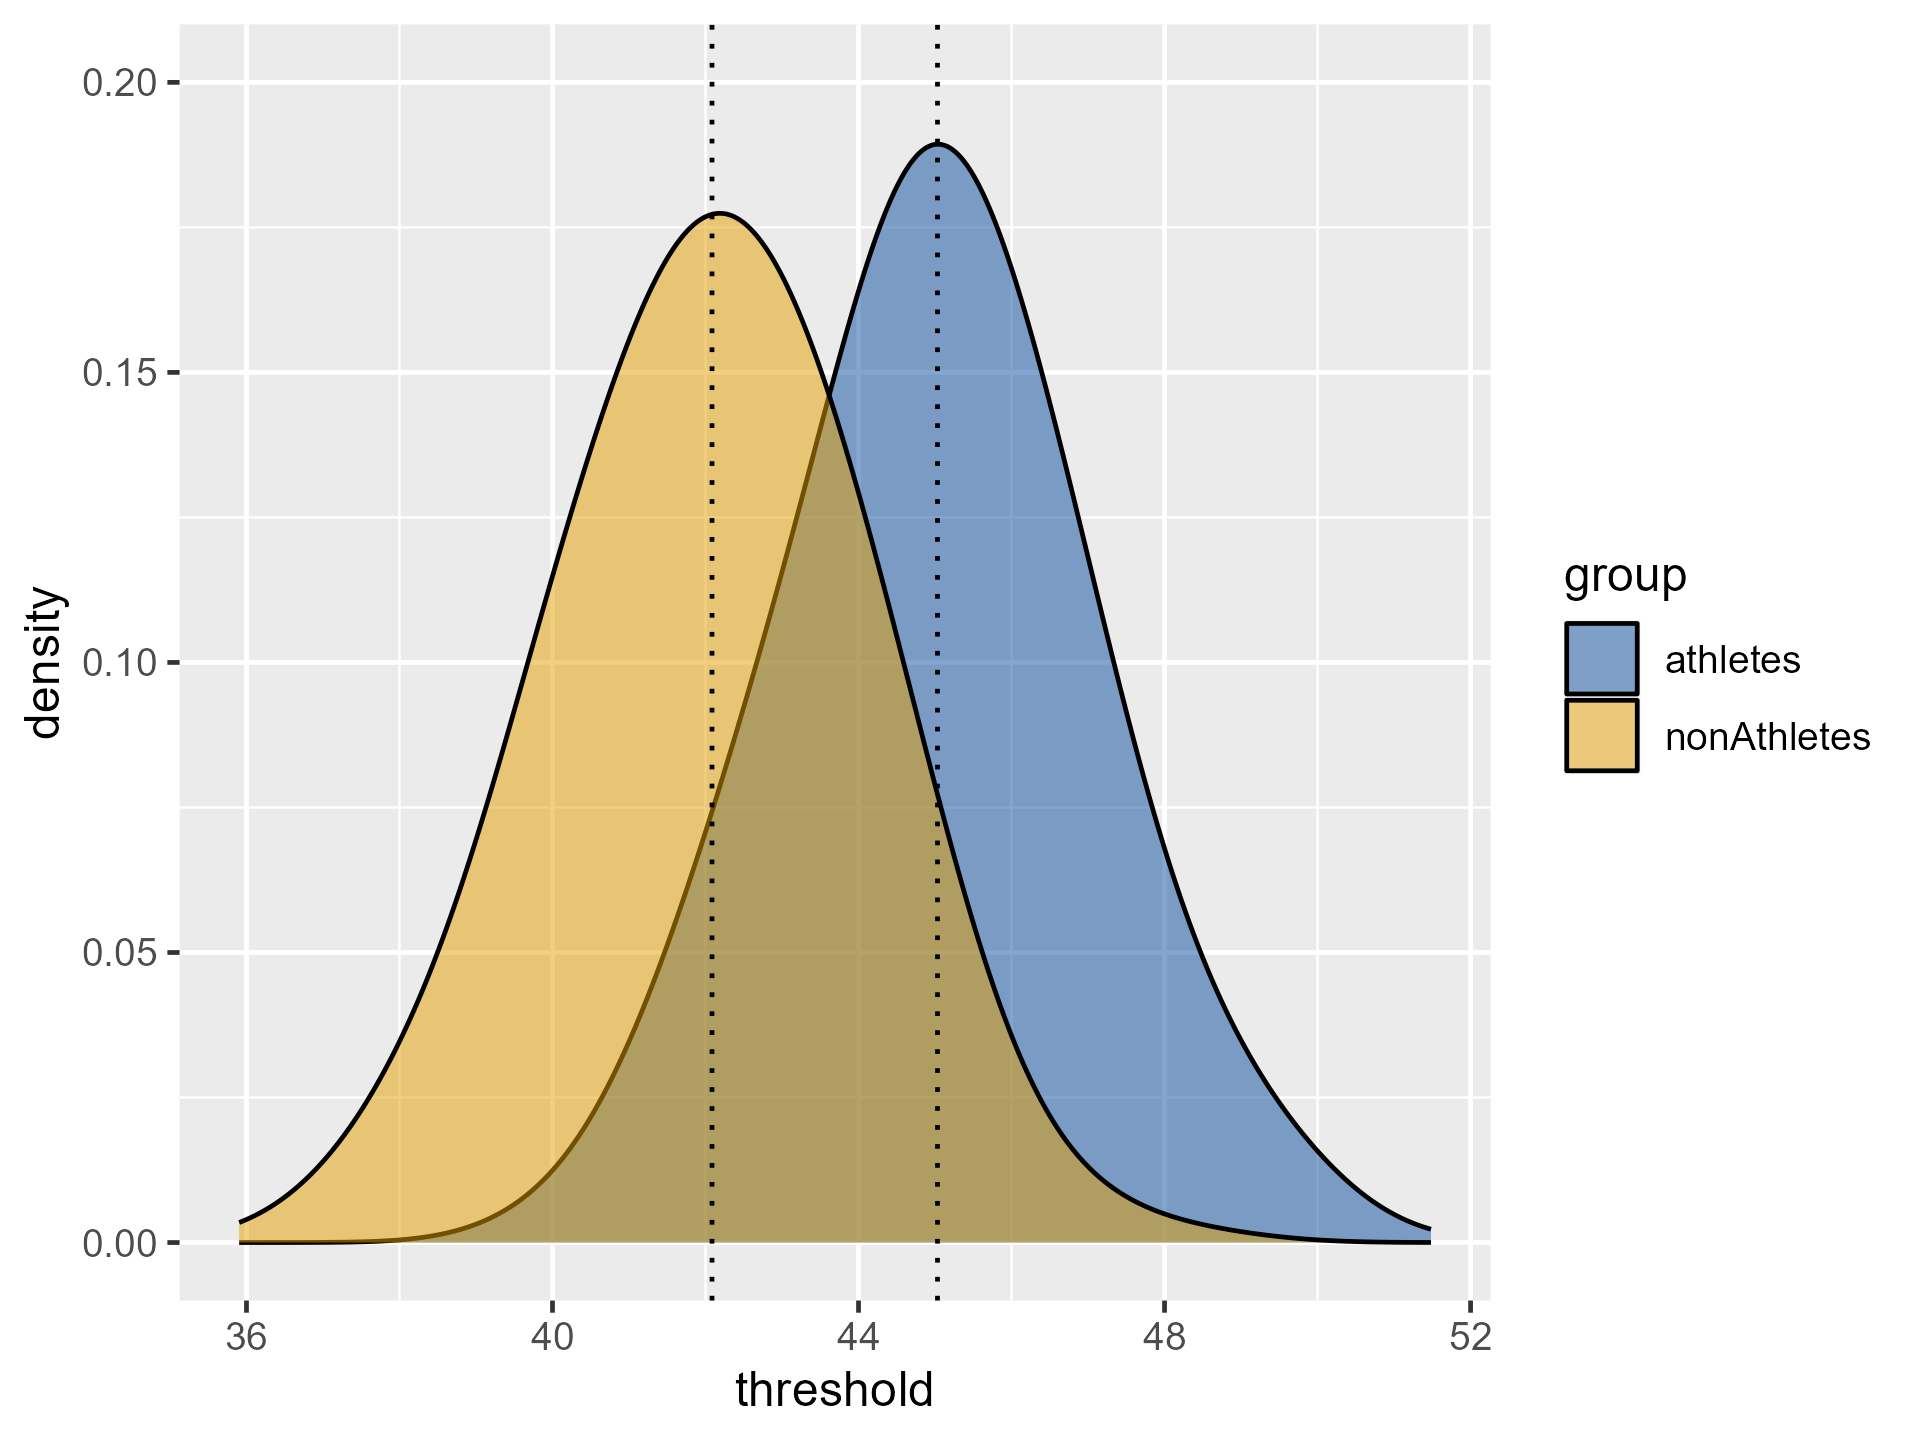 0.20
0.15
0.10
0.05
0.00
density
36 40 44 48 52
threshold
group
athletes
nonAthletes